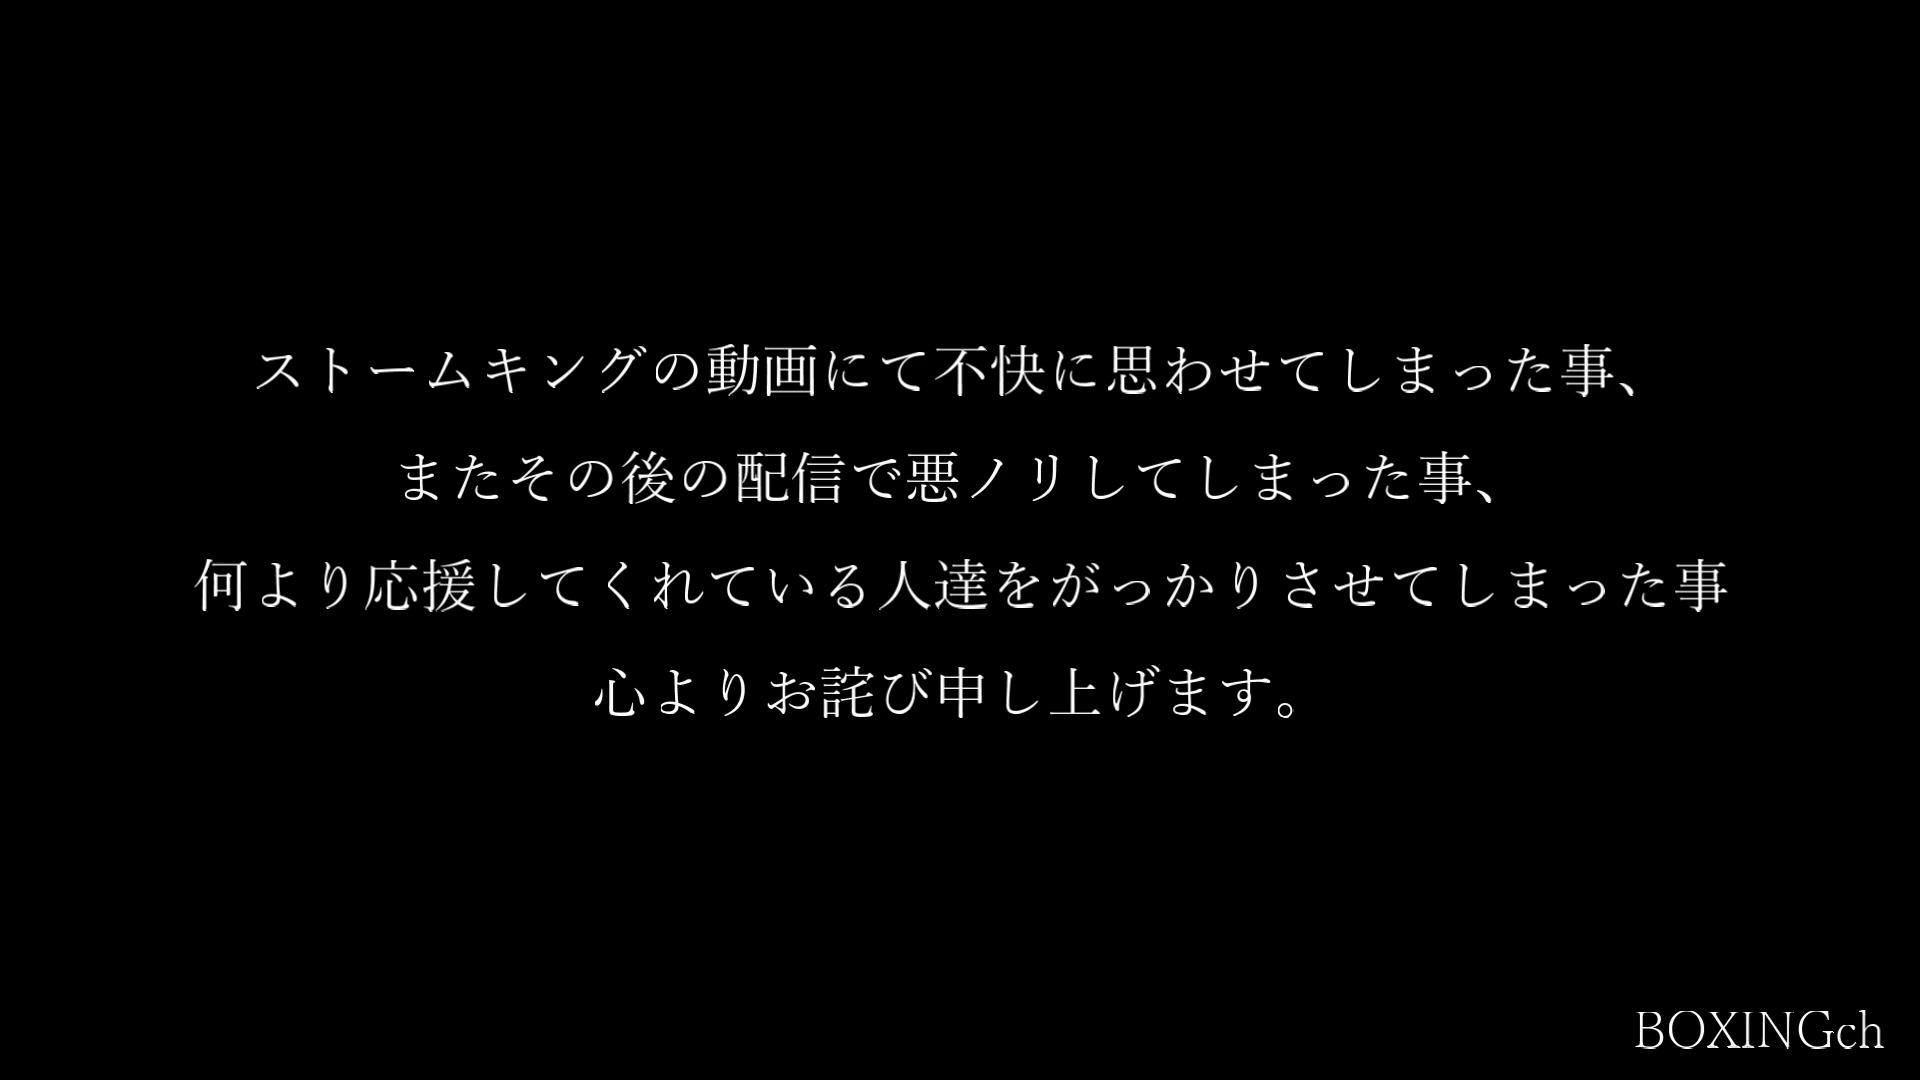 ストームキングの動画にて不快に思わせてしまった事、
またその後の配信で悪ノリしてしまった事、
何より応援してくれている人達をがっかりさせてしまった事
心よりお詫び申し上げます。
BOXINGch